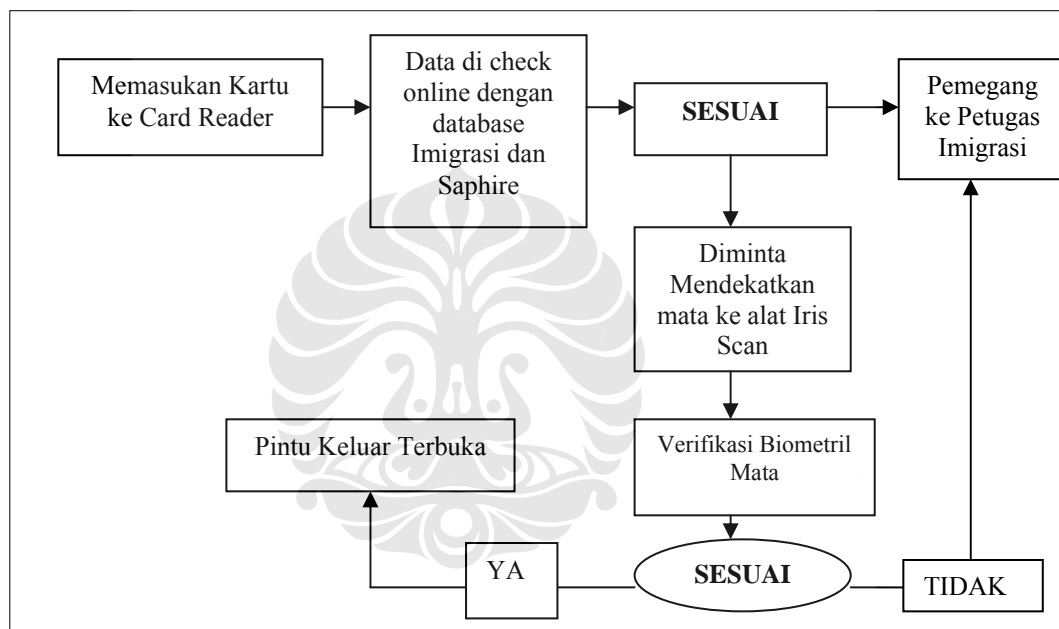 Memasukan Kartu
ke Card Reader
Data di check
online dengan
database
Imigrasi dan
Saphire
SESUAI
Pemegang
ke Petugas
Imigrasi
Diminta
Mendekatkan
mata ke alat Iris
Scan
Verifikasi Biometril
Mata
Pintu Keluar Terbuka
YA
SESUAI
TIDAK